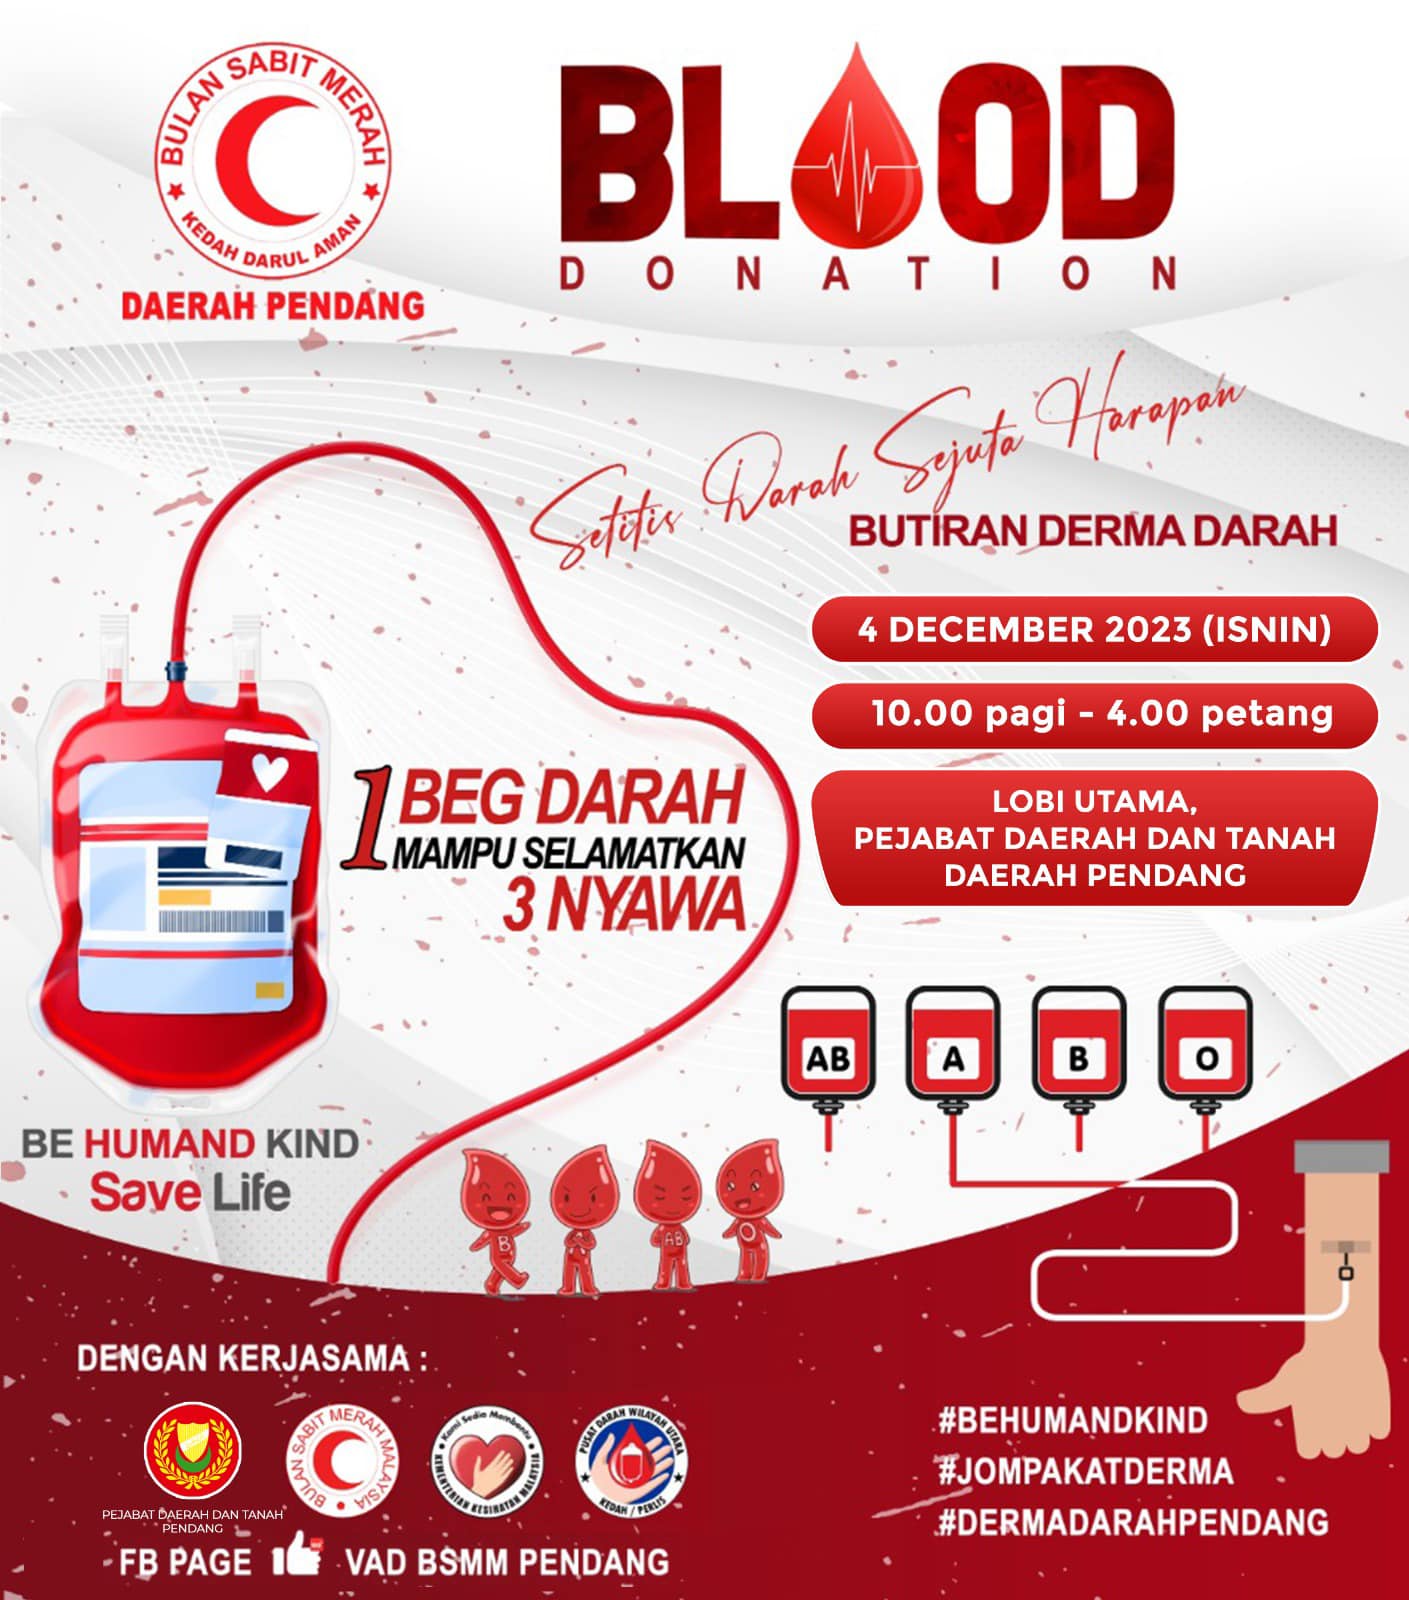 BULAN SABIT MERAH
KEDAH DARUL AMAN
DAERAH PENDANG
BLOOD
DONATION
Setitis Darah Sejuta Harapan
BUTIRAN DERMA DARAH
4 DECEMBER 2023 (ISNIN)
10.00 pagi - 4.00 petang
LOBI UTAMA,
PEJABAT DAERAH DAN TANAH
DAERAH PENDANG
1 BEG DARAH
MAMPU SELAMATKAN
3 NYAWA
AB A B O
BE HUMAND KIND
Save Life
B AB O
DENGAN KERJASAMA :
BULAN SABIT MERAH MALAYSIA
Kami Sedia Membantu
KEMENTERIAN KESIHATAN MALAYSIA
PUSAT DARAH WILAYAH UTARA
KEDAH / PERLIS
PEJABAT DAERAH DAN TANAH
PENDANG
FB PAGE VAD BSMM PENDANG
#BEHUMANDKIND
#JOMPAKATDERMA
#DERMADARAHPENDANG